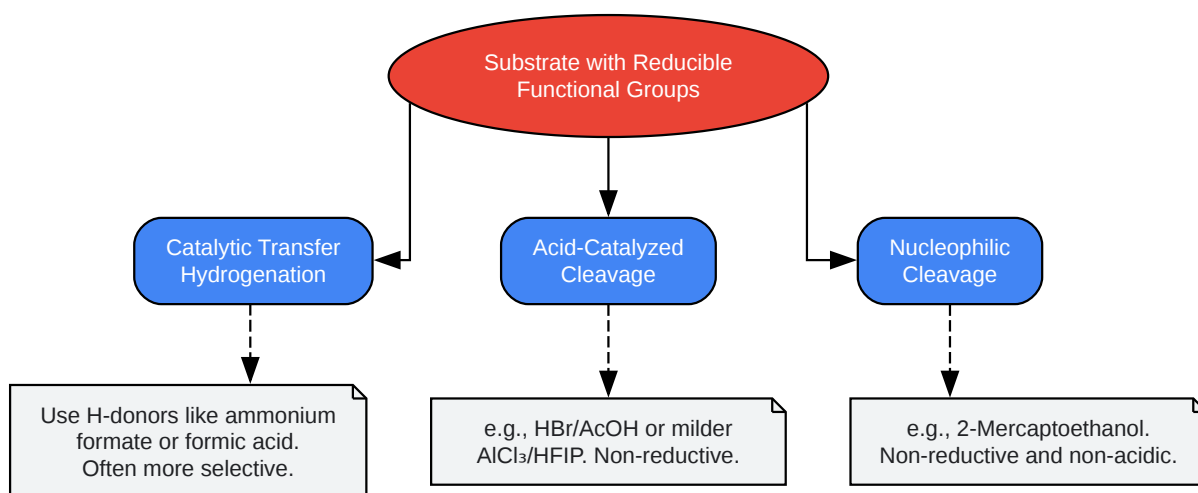 Substrate with Reducible
Functional Groups
Catalytic Transfer
Hydrogenation
Acid-Catalyzed
Cleavage
Nucleophilic
Cleavage
Use H-donors like ammonium
formate or formic acid.
Often more selective.
e.g., HBr/AcOH or milder
AlCl₃/HFIP. Non-reductive.
e.g., 2-Mercaptoethanol.
Non-reductive and non-acidic.